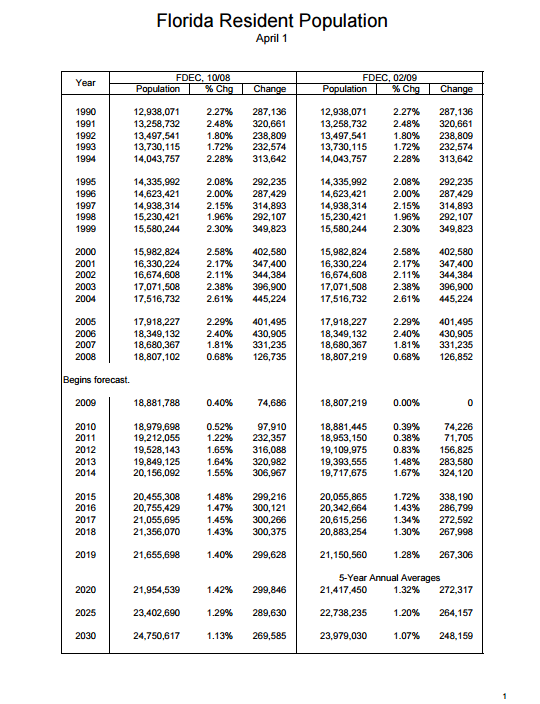 Florida Resident Population
April 1
Year FDEC, 10/08 FDEC, 02/09
Population % Chg Change Population % Chg Change
1990 12,938,071 2.27% 287,136 12,938,071 2.27% 287,136
1991 13,258,732 2.48% 320,661 13,258,732 2.48% 320,661
1992 13,497,541 1.80% 238,809 13,497,541 1.80% 238,809
1993 13,730,115 1.72% 232,574 13,730,115 1.72% 232,574
1994 14,043,757 2.28% 313,642 14,043,757 2.28% 313,642
1995 14,335,992 2.08% 292,235 14,335,992 2.08% 292,235
1996 14,623,421 2.00% 287,429 14,623,421 2.00% 287,429
1997 14,938,314 2.15% 314,893 14,938,314 2.15% 314,893
1998 15,230,421 1.96% 292,107 15,230,421 1.96% 292,107
1999 15,580,244 2.30% 349,823 15,580,244 2.30% 349,823
2000 15,982,824 2.58% 402,580 15,982,824 2.58% 402,580
2001 16,330,224 2.17% 347,400 16,330,224 2.17% 347,400
2002 16,674,608 2.11% 344,384 16,674,608 2.11% 344,384
2003 17,071,508 2.38% 396,900 17,071,508 2.38% 396,900
2004 17,516,732 2.61% 445,224 17,516,732 2.61% 445,224
2005 17,918,227 2.29% 401,495 17,918,227 2.29% 401,495
2006 18,349,132 2.40% 430,905 18,349,132 2.40% 430,905
2007 18,680,367 1.81% 331,235 18,680,367 1.81% 331,235
2008 18,807,102 0.68% 126,735 18,807,219 0.68% 126,852
Begins forecast.
2009 18,881,788 0.40% 74,686 18,807,219 0.00% 0
2010 18,979,698 0.52% 97,910 18,881,445 0.39% 74,226
2011 19,212,055 1.22% 232,357 18,953,150 0.38% 71,705
2012 19,528,143 1.65% 316,088 19,109,975 0.83% 156,825
2013 19,849,125 1.64% 320,982 19,393,555 1.48% 283,580
2014 20,156,092 1.55% 306,967 19,717,675 1.67% 324,120
2015 20,455,308 1.48% 299,216 20,055,865 1.72% 338,190
2016 20,755,429 1.47% 300,121 20,342,664 1.43% 286,799
2017 21,055,695 1.45% 300,266 20,615,256 1.34% 272,592
2018 21,356,070 1.43% 300,375 20,883,254 1.30% 267,998
2019 21,655,698 1.40% 299,628 21,150,560 1.28% 267,306
5-Year Annual Averages
2020 21,954,539 1.42% 299,846 21,417,450 1.32% 272,317
2025 23,402,690 1.29% 289,630 22,738,235 1.20% 264,157
2030 24,750,617 1.13% 269,585 23,979,030 1.07% 248,159
1